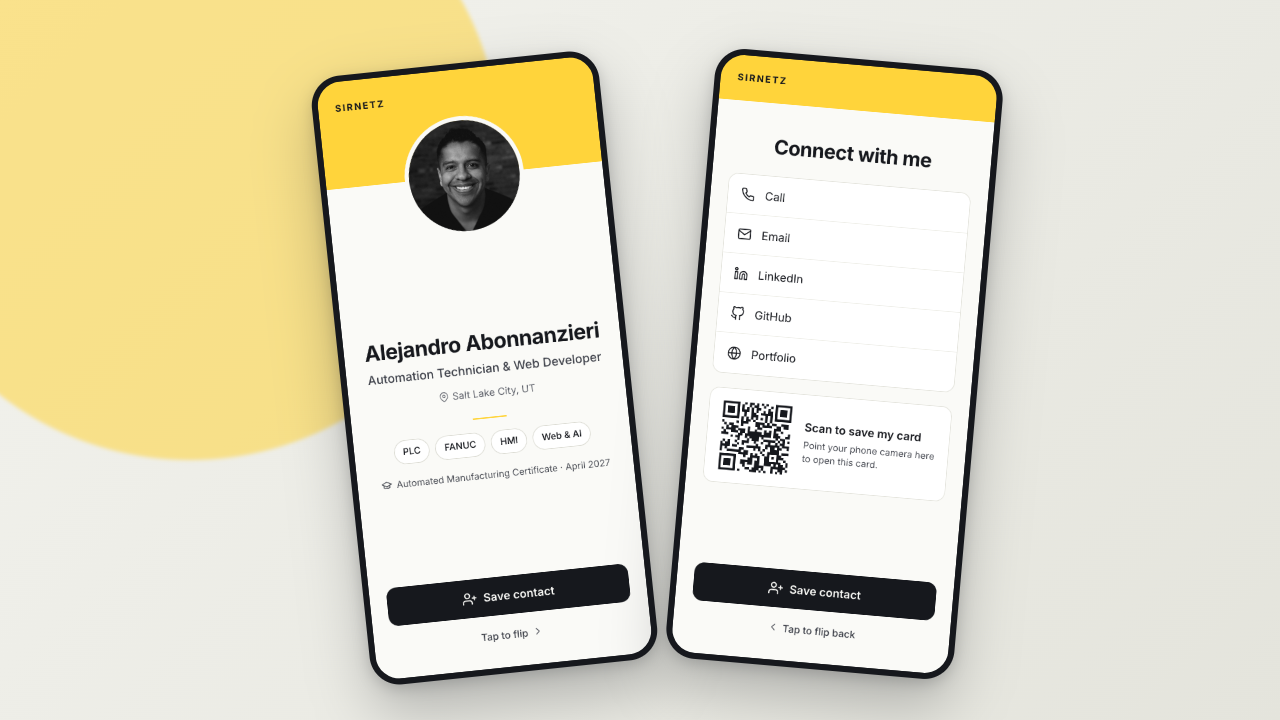 SIRNETZ
Alejandro Abonnanzieri
Automation Technician & Web Developer
Salt Lake City, UT
PLC
FANUC
HMI
Web & AI
Automated Manufacturing Certificate · April 2027
Save contact
Tap to flip
SIRNETZ
Connect with me
Call
Email
LinkedIn
GitHub
Portfolio
Scan to save my card
Point your phone camera here
to open this card.
Save contact
Tap to flip back